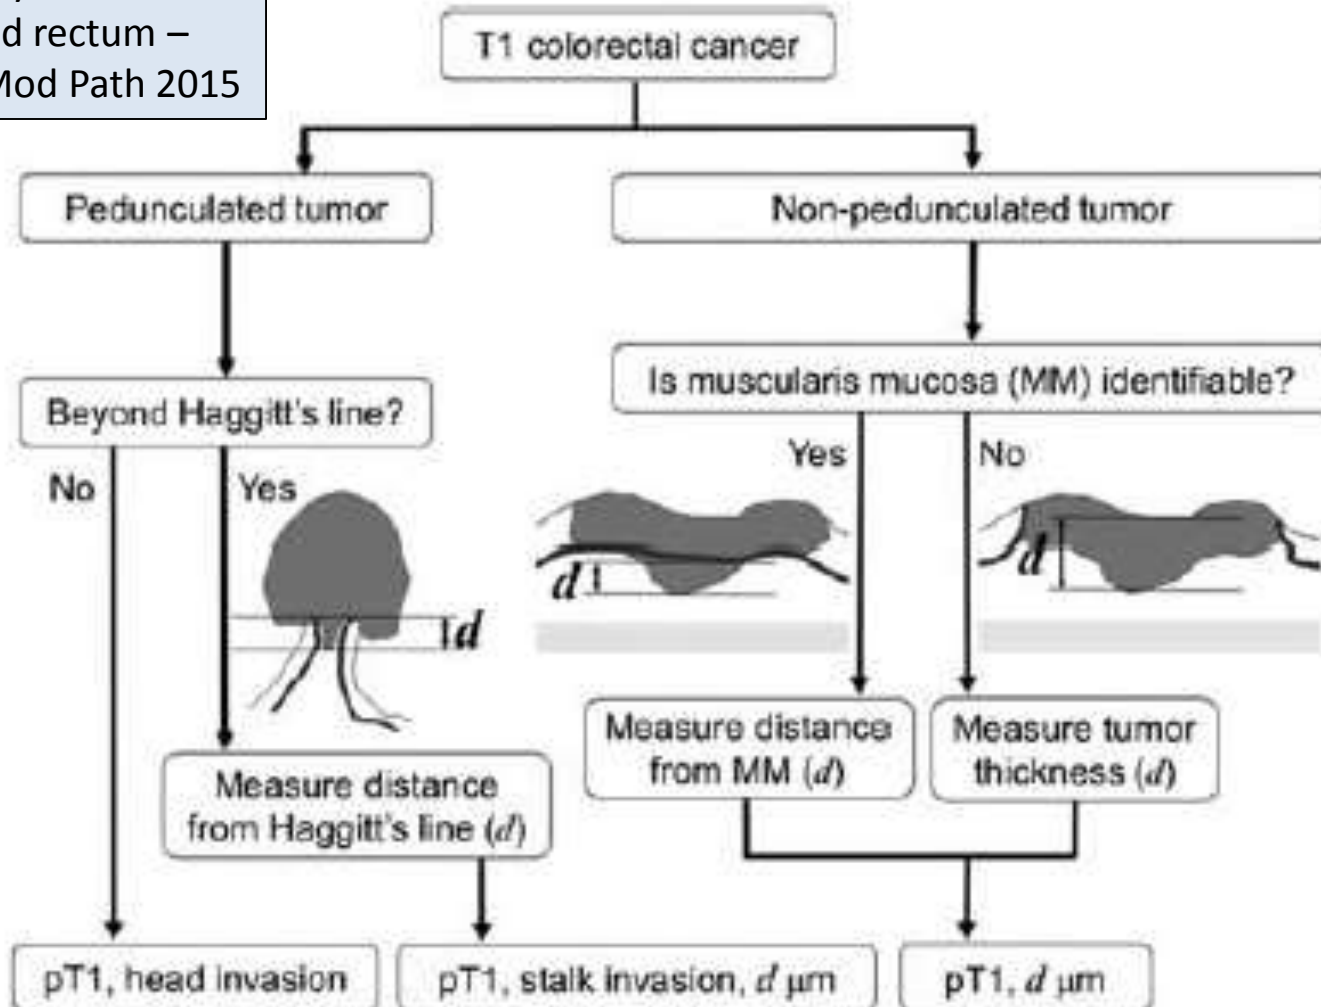 d rectum –
Mod Path 2015
T1 colorectal cancer
Pedunculated tumor
Non-pedunculated tumor
Beyond Haggitt's line?
Is muscularis mucosa (MM) identifiable?
No
Yes
Yes
No
d
d
d
Measure distance
from Haggitt's line (d)
Measure distance
from MM (d)
Measure tumor
thickness (d)
pT1, head invasion
pT1, stalk invasion, d μm
pT1, d μm